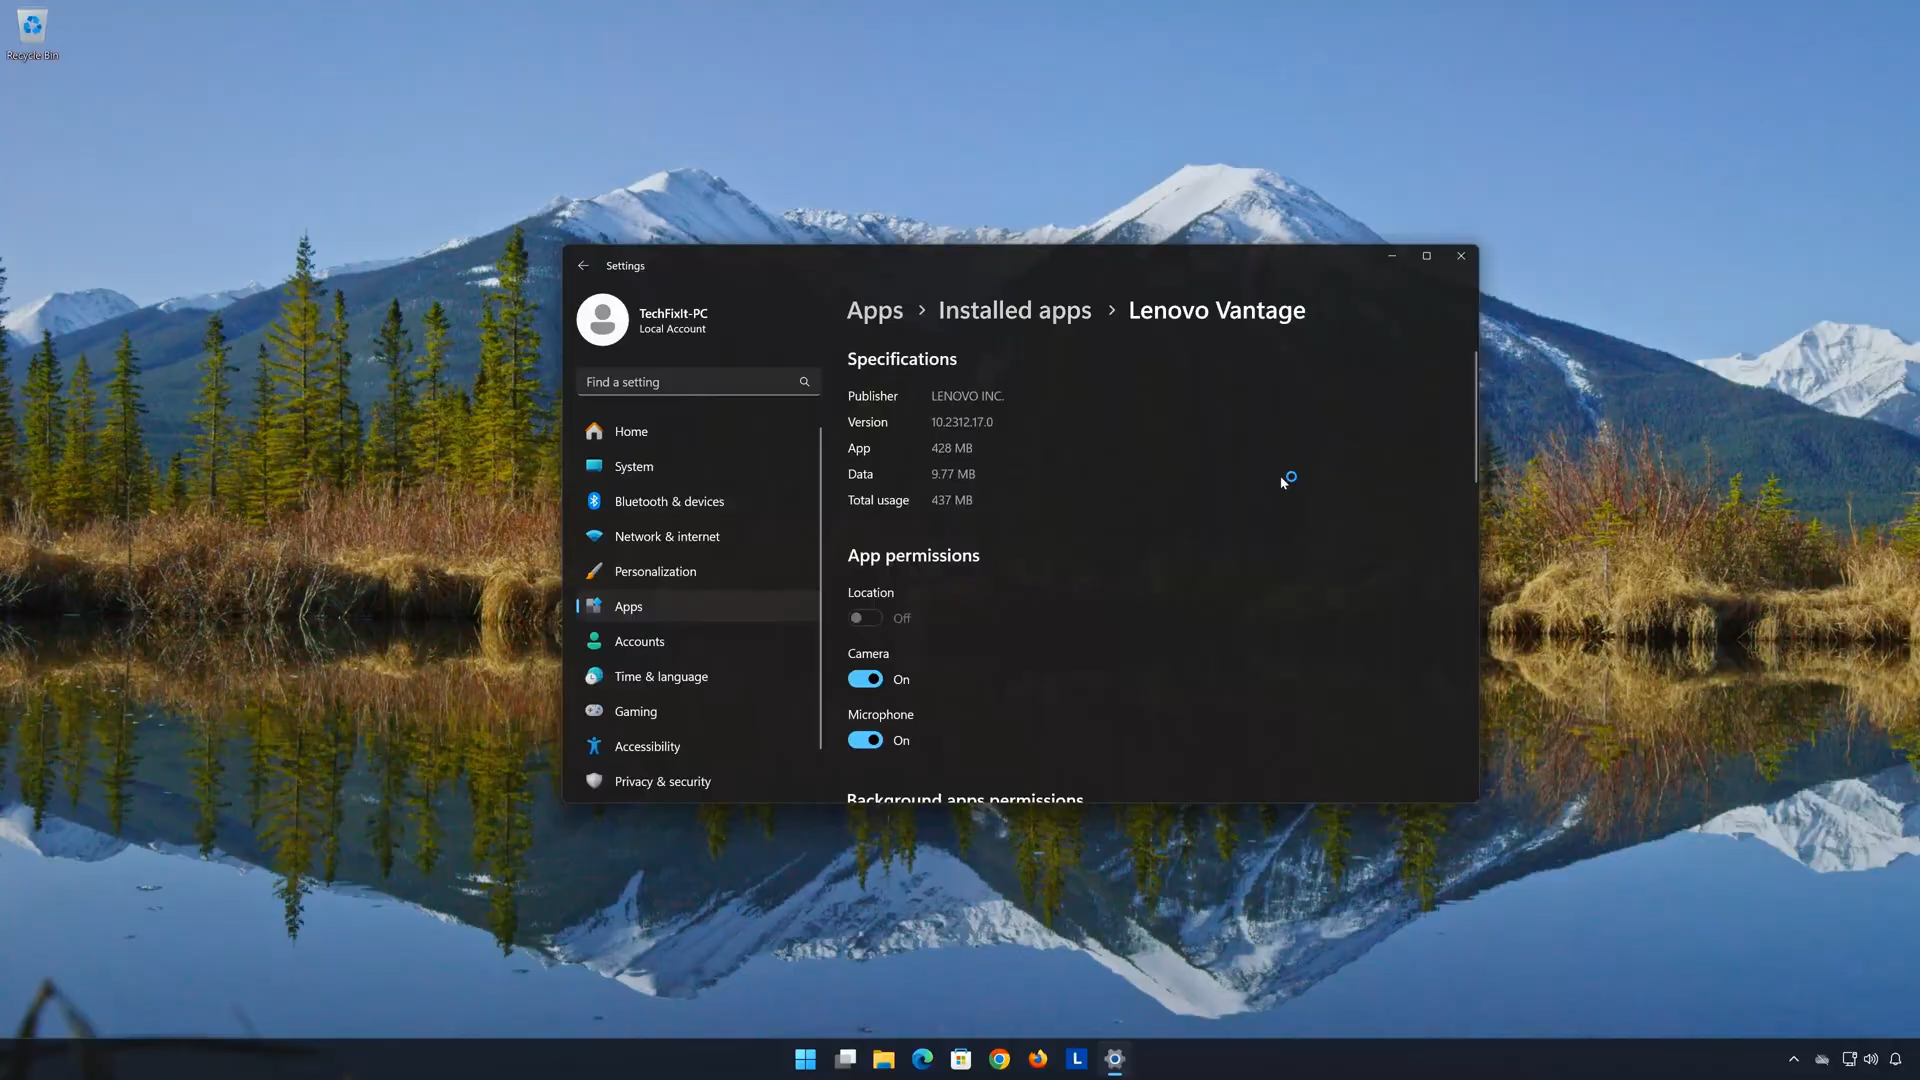 Recycle Bin
Settings
TechFixIt-PC
Local Account
Find a setting
Home
System
Bluetooth & devices
Network & internet
Personalization
Apps
Accounts
Time & language
Gaming
Accessibility
Privacy & security
Apps > Installed apps > Lenovo Vantage
Specifications
Publisher LENOVO INC.
Version 10.2312.17.0
App 428 MB
Data 9.77 MB
Total usage 437 MB
App permissions
Location
Off
Camera
On
Microphone
On
Background apps permissions
L